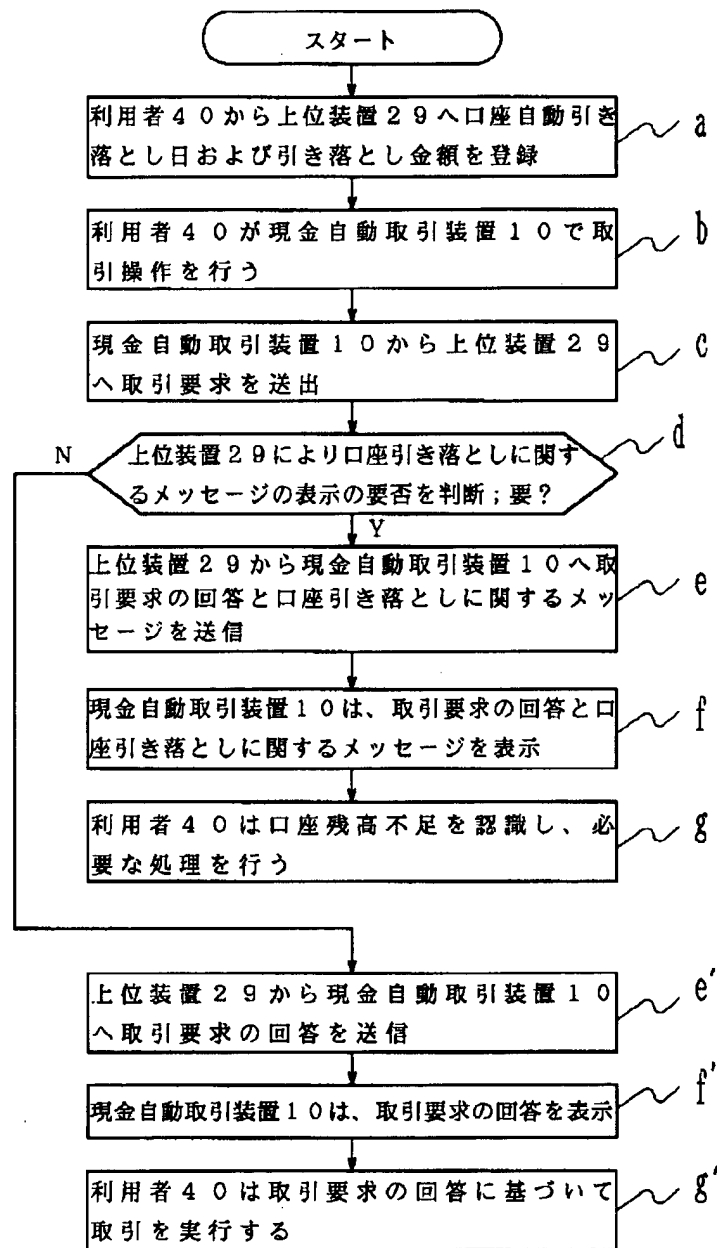 スタート
利用者40から上位装置29へ口座自動引き
落とし日および引き落とし金額を登録
a
利用者40が現金自動取引装置10で取
引操作を行う
b
現金自動取引装置10から上位装置29
へ取引要求を送出
c
N
上位装置29により口座引き落としに関す
るメッセージの表示の要否を判断；要？
d
Y
上位装置29から現金自動取引装置10へ取
引要求の回答と口座引き落としに関するメッ
セージを送信
e
現金自動取引装置10は、取引要求の回答と口
座引き落としに関するメッセージを表示
f
利用者40は口座残高不足を認識し、必
要な処理を行う
g
上位装置29から現金自動取引装置10
へ取引要求の回答を送信
e'
現金自動取引装置10は、取引要求の回答を表示
f'
利用者40は取引要求の回答に基づいて
取引を実行する
g'